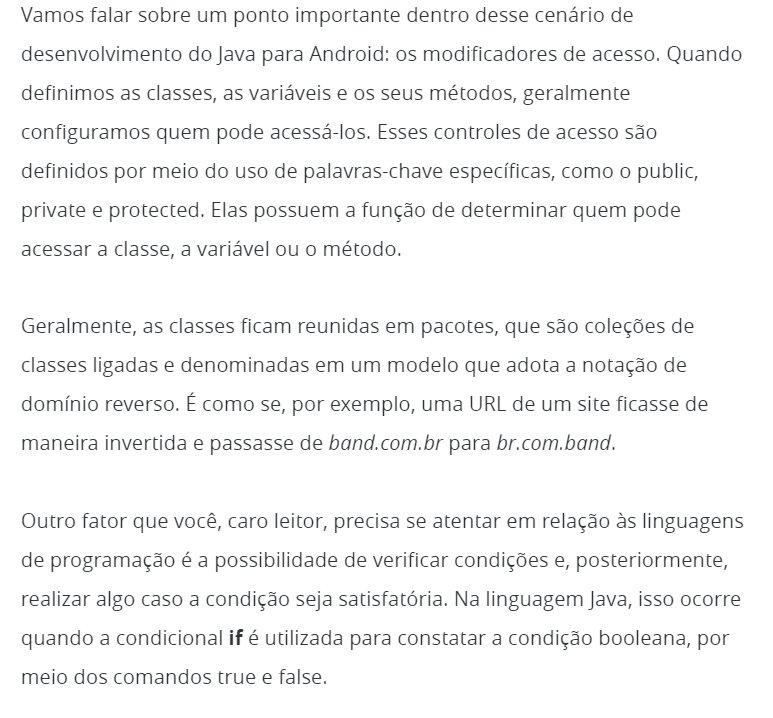 Vamos falar sobre um ponto importante dentro desse cenário de
desenvolvimento do Java para Android: os modificadores de acesso. Quando
definimos as classes, as variáveis e os seus métodos, geralmente
configuramos quem pode acessá-los. Esses controles de acesso são
definidos por meio do uso de palavras-chave específicas, como o public,
private e protected. Elas possuem a função de determinar quem pode
acessar a classe, a variável ou o método.
Geralmente, as classes ficam reunidas em pacotes, que são coleções de
classes ligadas e denominadas em um modelo que adota a notação de
domínio reverso. É como se, por exemplo, uma URL de um site ficasse de
maneira invertida e passasse de band.com.br para br.com.band.
Outro fator que você, caro leitor, precisa se atentar em relação às linguagens
de programação é a possibilidade de verificar condições e, posteriormente,
realizar algo caso a condição seja satisfatória. Na linguagem Java, isso ocorre
quando a condicional if é utilizada para constatar a condição booleana, por
meio dos comandos true e false.